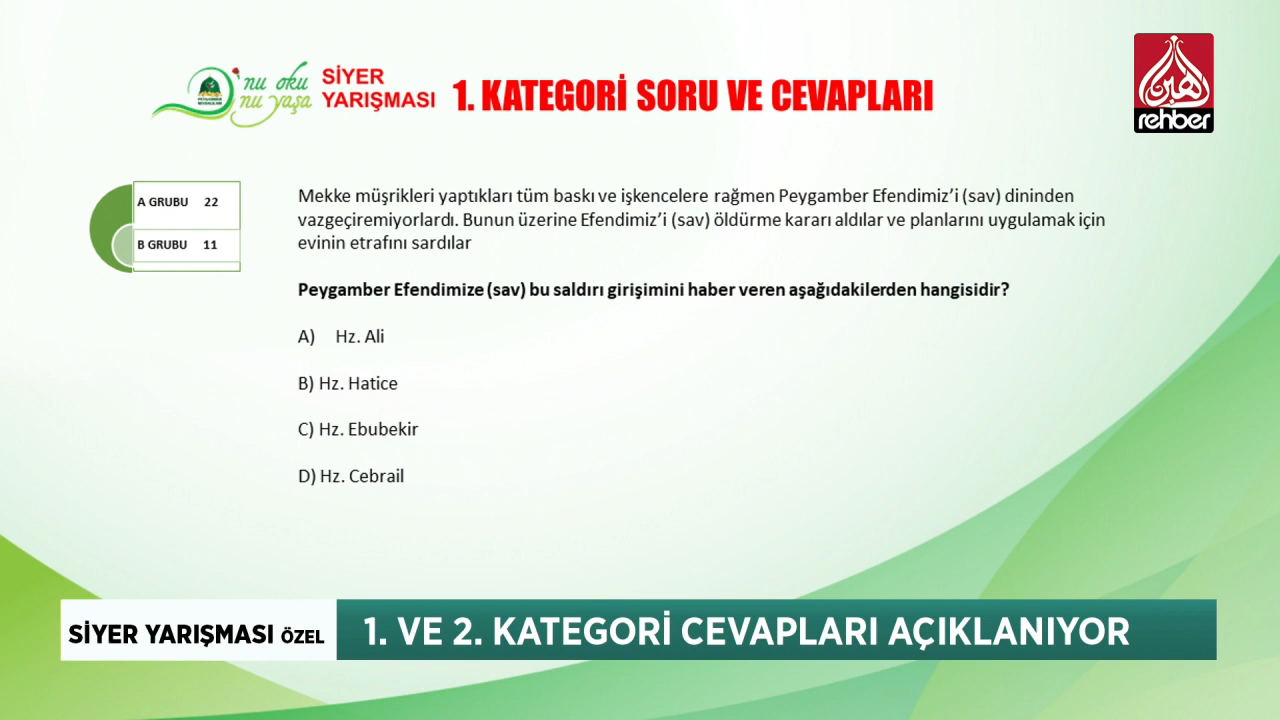 'nu oku
nu yaşa
PEYGAMBER
SEVDALILARI
SİYER
YARIŞMASI
1. KATEGORİ SORU VE CEVAPLARI
rehber
A GRUBU 22
B GRUBU 11
Mekke müşrikleri yaptıkları tüm baskı ve işkencelere rağmen Peygamber Efendimiz’i (sav) dininden
vazgeçiremiyorlardı. Bunun üzerine Efendimiz’i (sav) öldürme kararı aldılar ve planlarını uygulamak için
evinin etrafını sardılar
Peygamber Efendimize (sav) bu saldırı girişimini haber veren aşağıdakilerden hangisidir?
A) Hz. Ali
B) Hz. Hatice
C) Hz. Ebubekir
D) Hz. Cebrail
SİYER YARIŞMASI ÖZEL
1. VE 2. KATEGORİ CEVAPLARI AÇIKLANIYOR